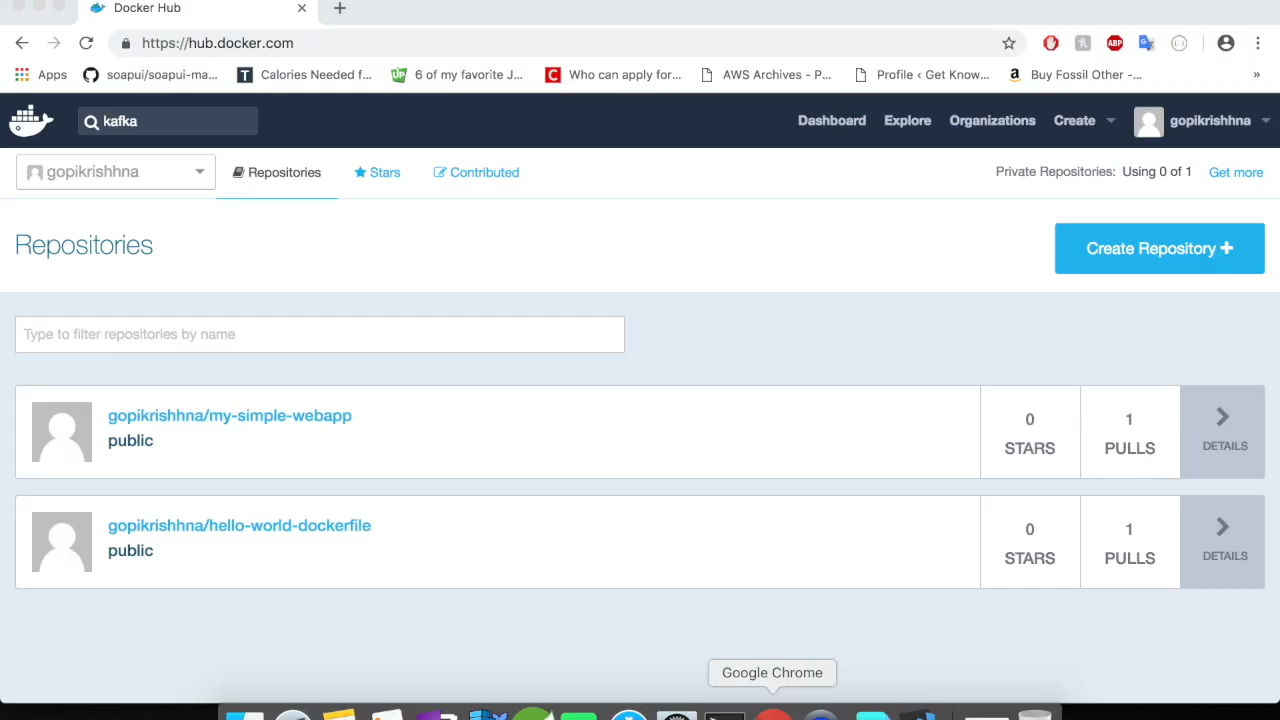 Docker Hub
https://hub.docker.com
ABP
Apps soapui/soapui-ma... T Calories Needed f... UP 6 of my favorite J... C Who can apply for... AWS Archives - P... Profile ‹ Get Know... a Buy Fossil Other -... »
kafka Dashboard Explore Organizations Create gopikrishhna
gopikrishhna Repositories Stars Contributed Private Repositories: Using 0 of 1 Get more
Repositories Create Repository +
Type to filter repositories by name
gopikrishhna/my-simple-webapp
public
0
STARS
1
PULLS
DETAILS
gopikrishhna/hello-world-dockerfile
public
0
STARS
1
PULLS
DETAILS
Google Chrome